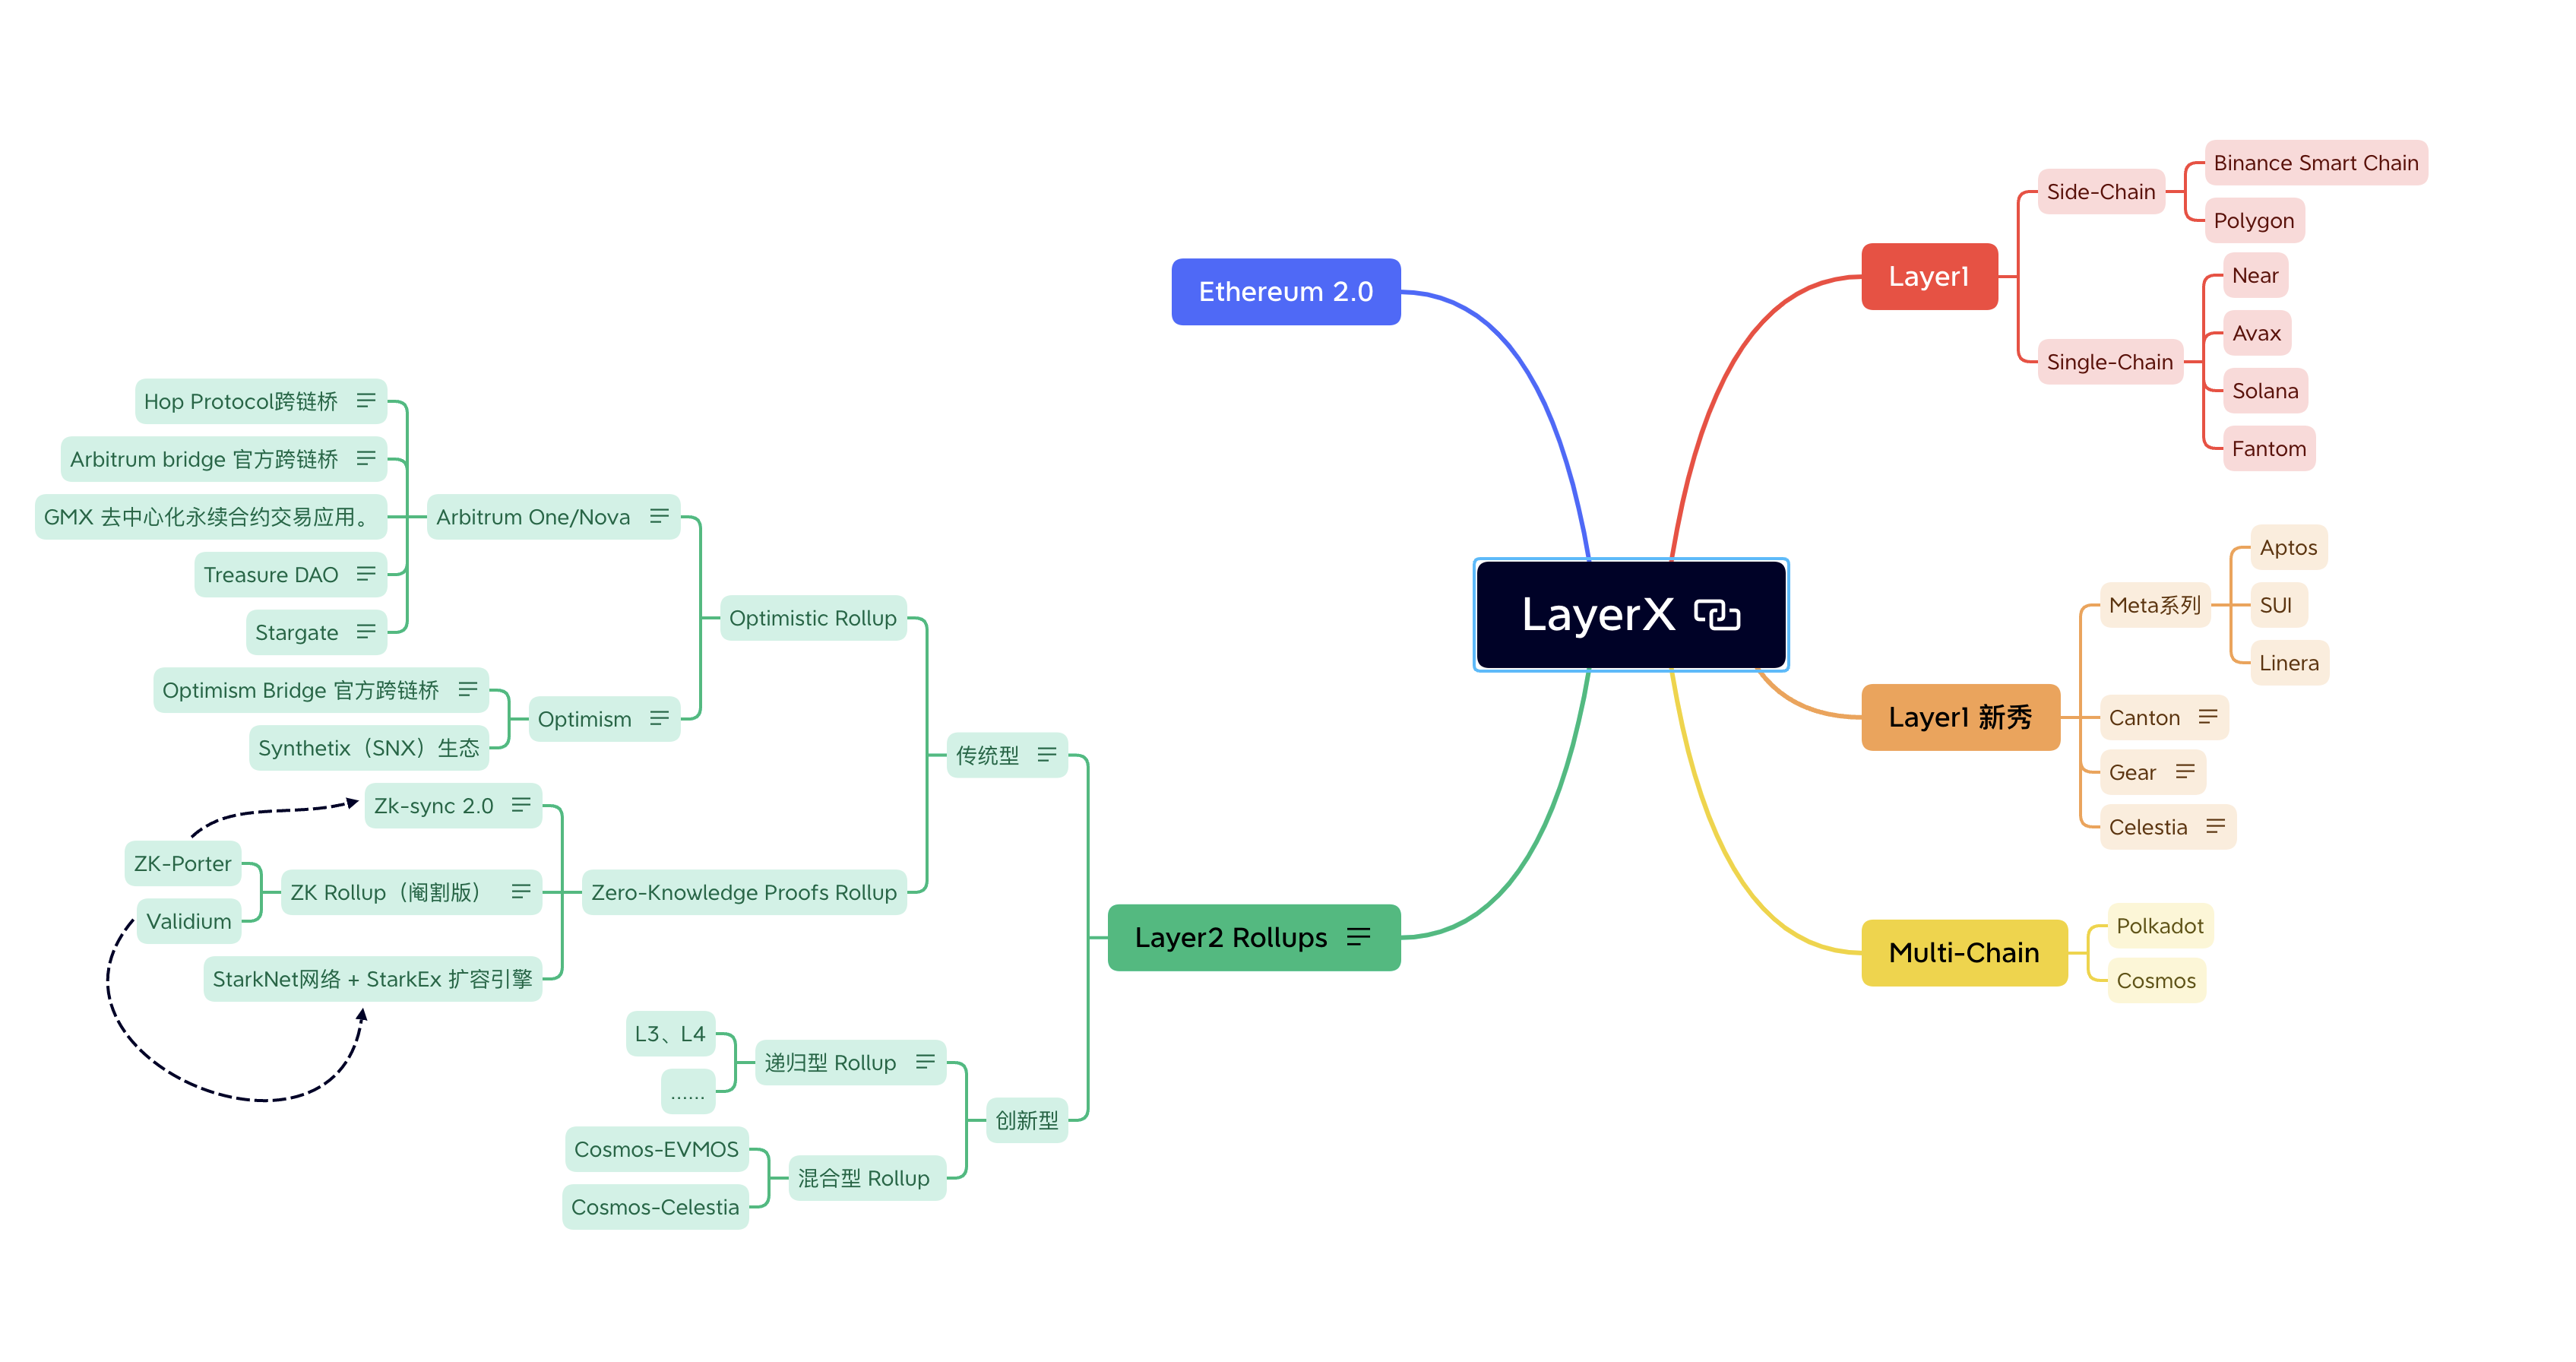 LayerX
Layer1
Side-Chain
Binance Smart Chain
Polygon
Single-Chain
Near
Avax
Solana
Fantom
Layer1 新秀
Meta系列
Aptos
SUI
Linera
Canton
Gear
Celestia
Multi-Chain
Polkadot
Cosmos
Ethereum 2.0
Layer2 Rollups
传统型
Optimistic Rollup
Arbitrum One/Nova
Hop Protocol跨链桥
Arbitrum bridge 官方跨链桥
GMX 去中心化永续合约交易应用。
Treasure DAO
Stargate
Optimism
Optimism Bridge 官方跨链桥
Synthetix（SNX）生态
Zero-Knowledge Proofs Rollup
Zk-sync 2.0
ZK Rollup（阉割版）
ZK-Porter
Validium
StarkNet网络 + StarkEx 扩容引擎
创新型
递归型 Rollup
L3、L4
......
混合型 Rollup
Cosmos-EVMOS
Cosmos-Celestia